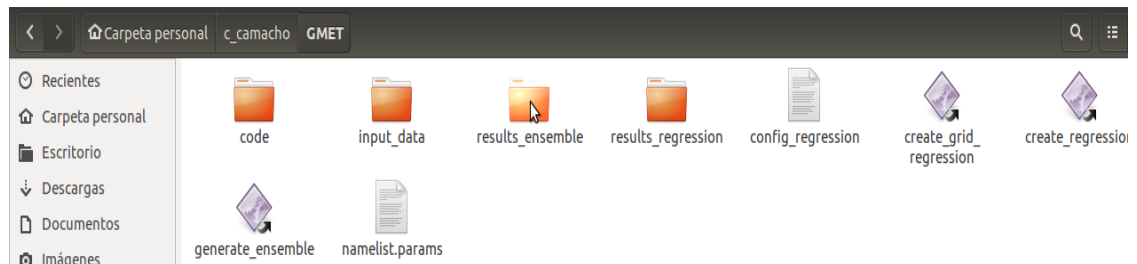 Carpeta personal c_camacho GMET
Recientes
Carpeta personal
Escritorio
Descargas
Documentos
Imágenes
code input_data results_ensemble results_regression config_regression create_grid_ create_regression
regression
generate_ensemble namelist.params